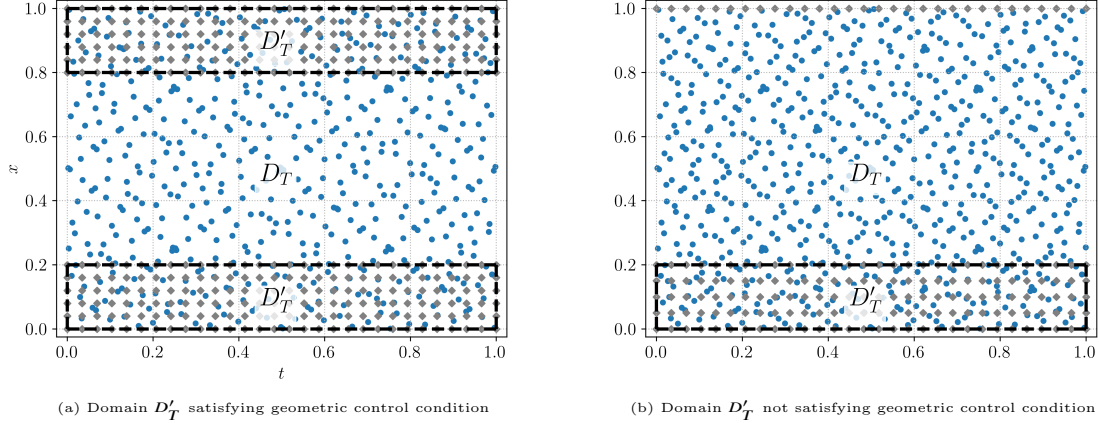 1.0
0.8
0.6
0.4
0.2
0.0
x
D'_T
D_T
D'_T
0.0 0.2 0.4 0.6 0.8 1.0
t
(a) Domain D'_T satisfying geometric control condition
1.0
0.8
0.6
0.4
0.2
0.0
D_T
D'_T
0.0 0.2 0.4 0.6 0.8 1.0
(b) Domain D'_T not satisfying geometric control condition